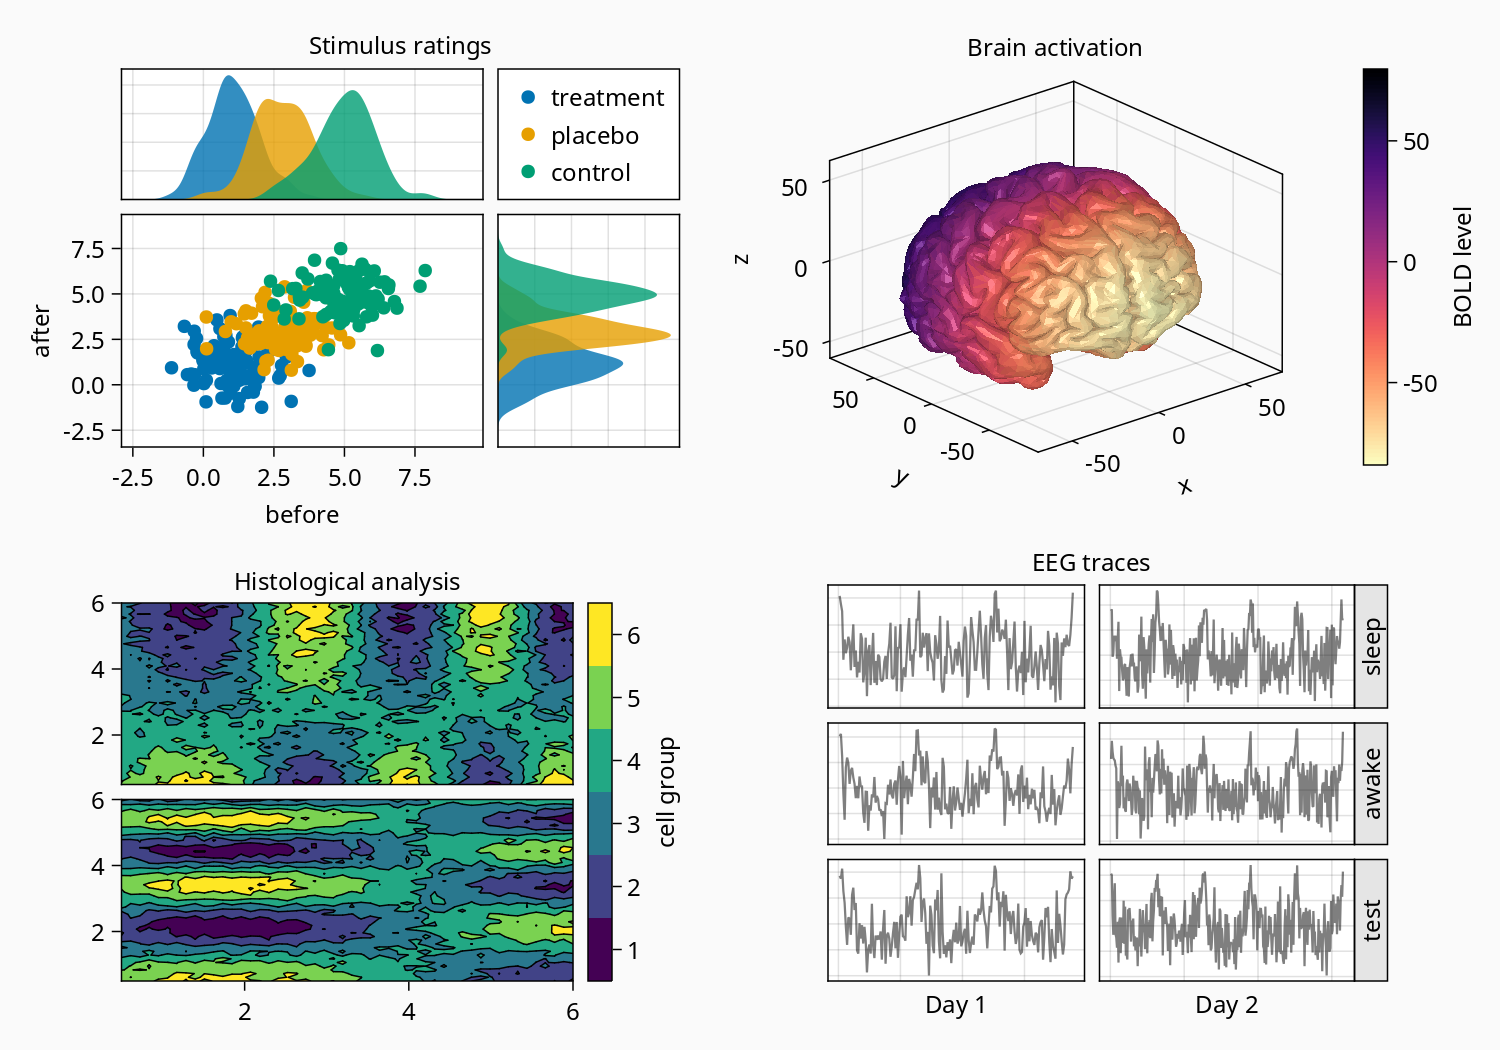 Stimulus ratings
treatment
placebo
control
after
7.5
5.0
2.5
0.0
-2.5
-2.5 0.0 2.5 5.0 7.5
before
Brain activation
z
50
0
-50
50
0
-50
y
-50
0
50
x
50
0
-50
BOLD level
Histological analysis
6
4
2
6
4
2
2 4 6
6
5
4
3
2
1
cell group
EEG traces
sleep
awake
test
Day 1 Day 2